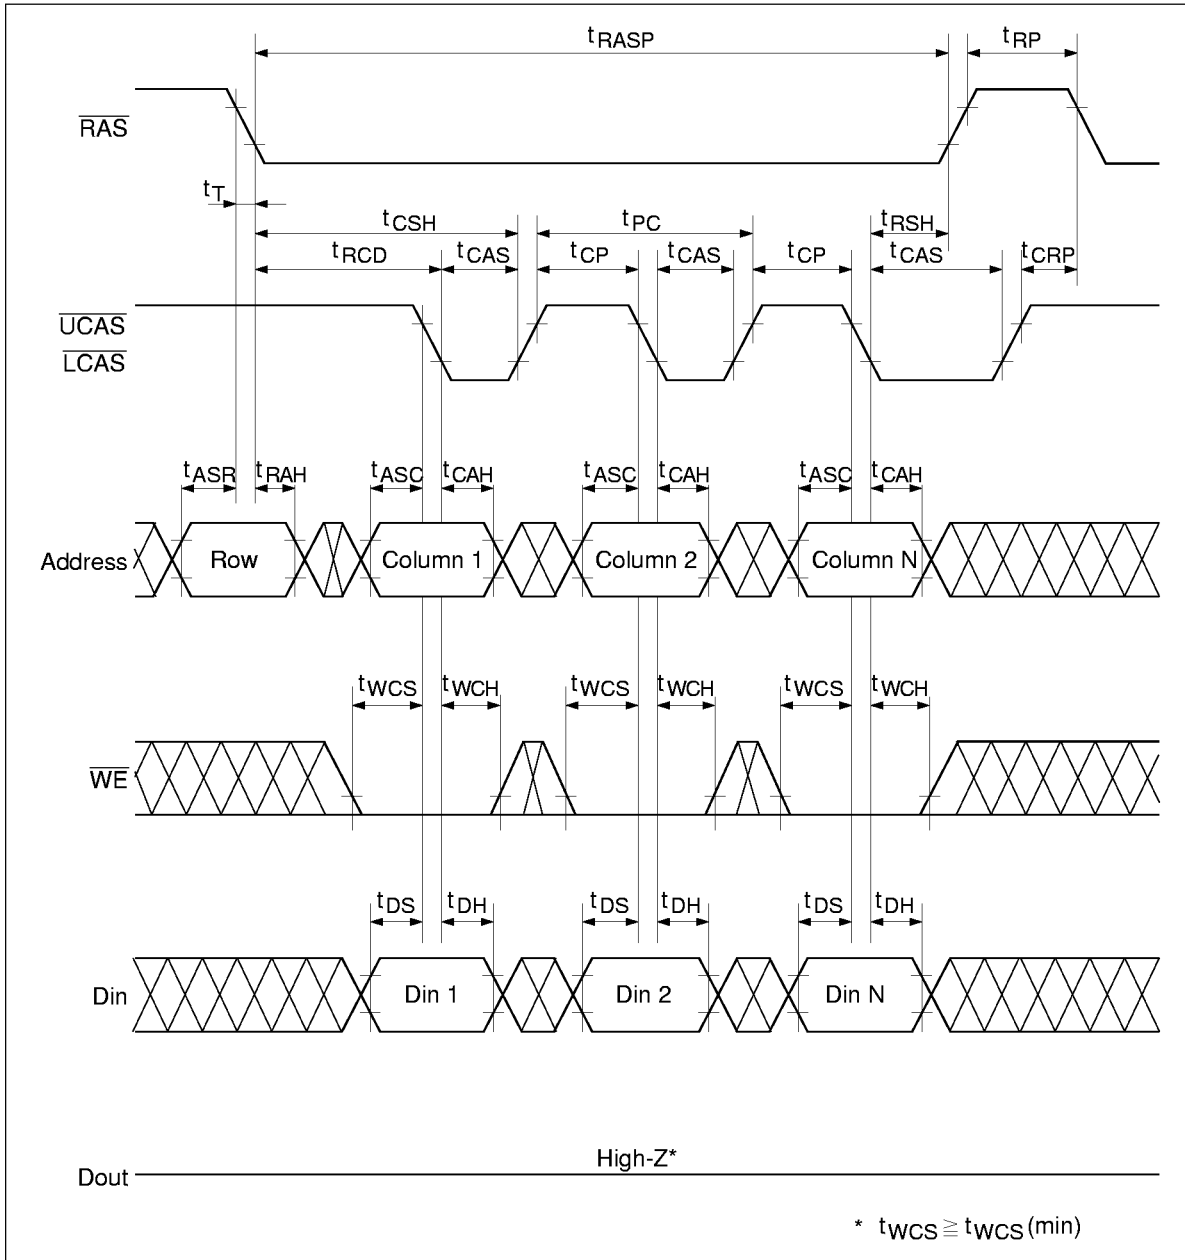 tRASP tRP
RAS
tT
tCSH tPC tRSH
tRCD tCAS tCP tCAS tCP tCAS tCRP
UCAS
LCAS
tASR tRAH tASC tCAH tASC tCAH tASC tCAH
Address Row Column 1 Column 2 Column N
tWCS tWCH tWCS tWCH tWCS tWCH
WE
tDS tDH tDS tDH tDS tDH
Din Din 1 Din 2 Din N
High-Z*
Dout
* tWCS ≧ tWCS (min)